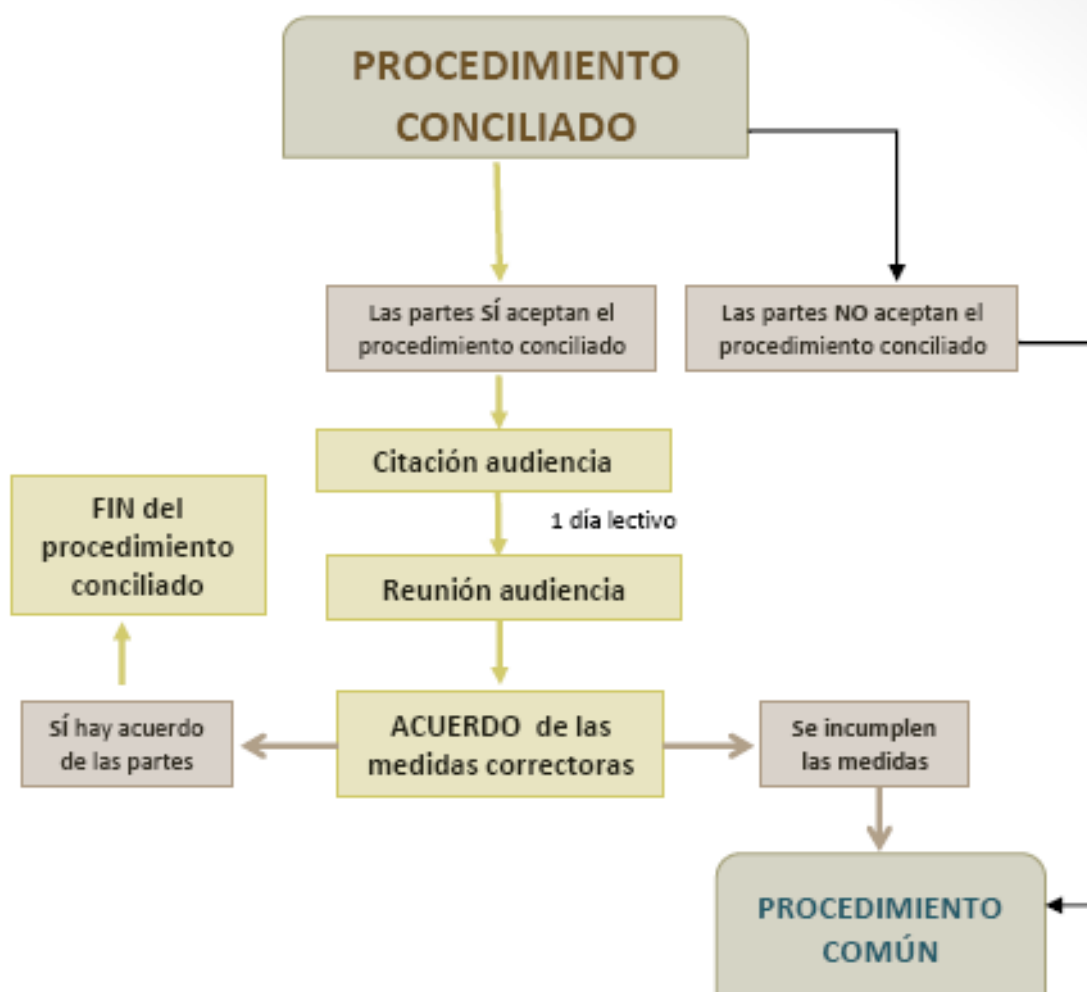 PROCEDIMIENTO
CONCILIADO
Las partes SÍ aceptan el
procedimiento conciliado
Las partes NO aceptan el
procedimiento conciliado
Citación audiencia
1 día lectivo
Reunión audiencia
FIN del
procedimiento
conciliado
SÍ hay acuerdo
de las partes
ACUERDO de las
medidas correctoras
Se incumplen
las medidas
PROCEDIMIENTO
COMÚN